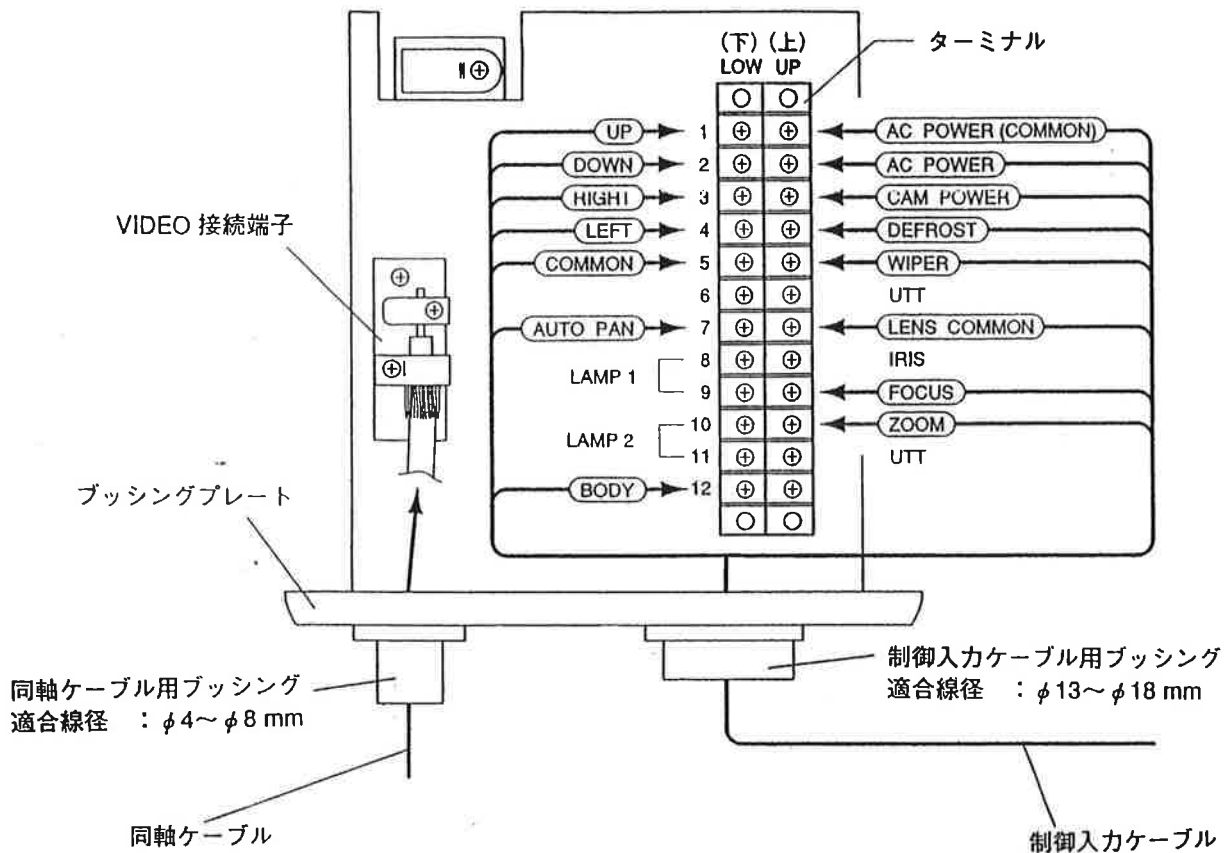 (下) (上)
LOW UP
ターミナル
UP 1 AC POWER (COMMON)
DOWN 2 AC POWER
RIGHT 3 CAM POWER
LEFT 4 DEFROST
COMMON 5 WIPER
6 UTT
AUTO PAN 7 LENS COMMON
8 IRIS
LAMP 1
9 FOCUS
10 ZOOM
LAMP 2
11 UTT
BODY 12
VIDEO 接続端子
ブッシングプレート
同軸ケーブル用ブッシング
適合線径 : φ4〜φ8 mm
制御入力ケーブル用ブッシング
適合線径 : φ13〜φ18 mm
同軸ケーブル
制御入力ケーブル